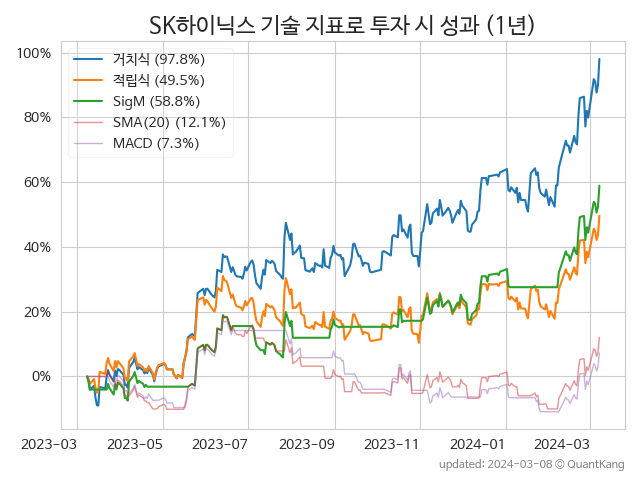 SK하이닉스 기술 지표로 투자 시 성과 (1년)
거치식 (97.8%)
적립식 (49.5%)
SigM (58.8%)
SMA(20) (12.1%)
MACD (7.3%)
100%
80%
60%
40%
20%
0%
2023-03 2023-05 2023-07 2023-09 2023-11 2024-01 2024-03
updated: 2024-03-08 © QuantKang